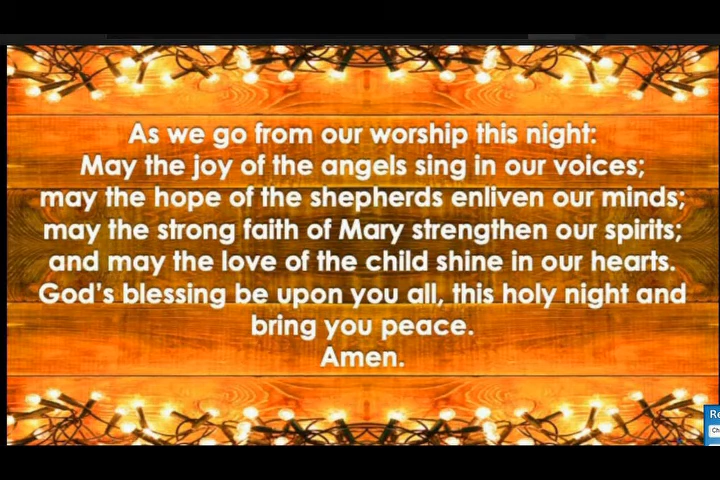 As we go from our worship this night:
May the joy of the angels sing in our voices;
may the hope of the shepherds enliven our minds;
may the strong faith of Mary strengthen our spirits;
and may the love of the child shine in our hearts.
God's blessing be upon you all, this holy night and
bring you peace.
Amen.